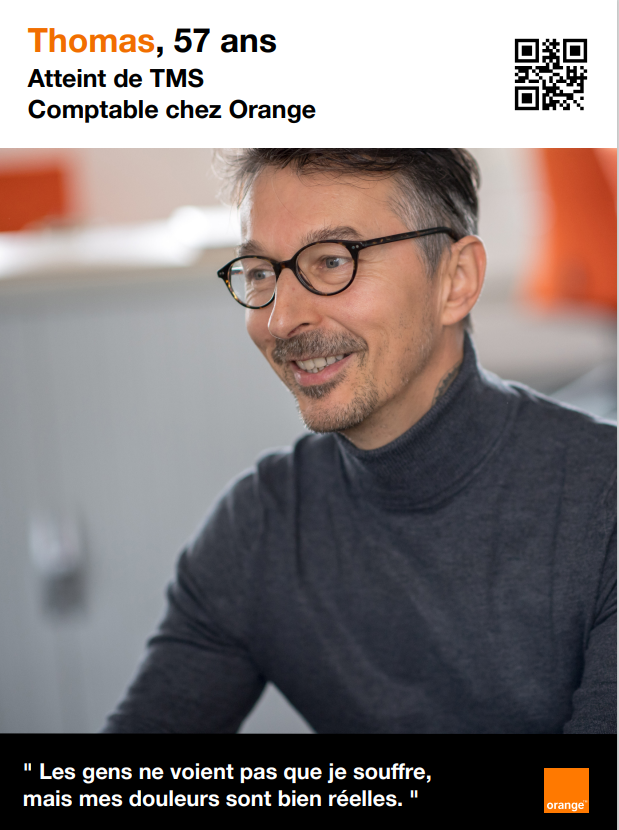 Thomas, 57 ans
Atteint de TMS
Comptable chez Orange
" Les gens ne voient pas que je souffre,
mais mes douleurs sont bien réelles. "
orange